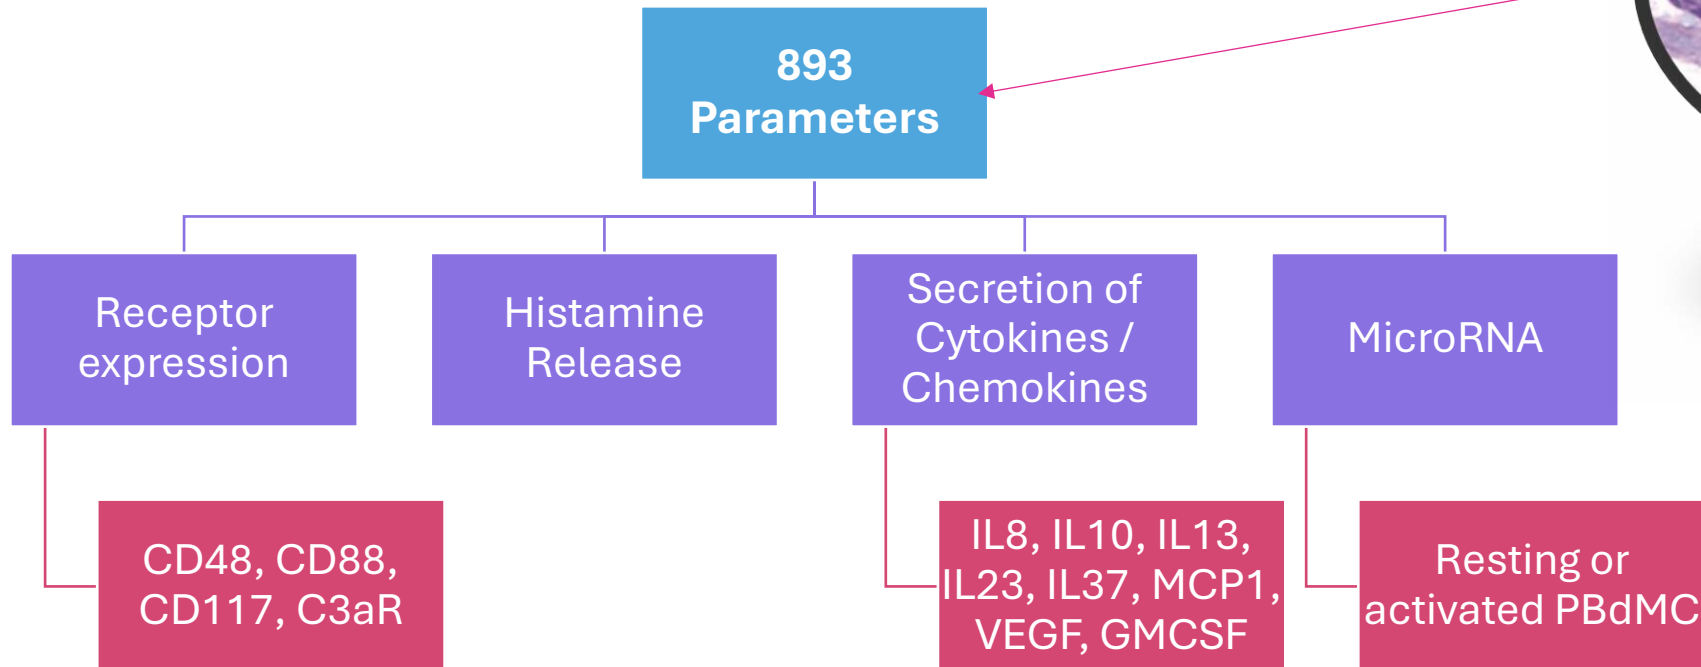 893
Parameters
Receptor
expression
Histamine
Release
Secretion of
Cytokines /
Chemokines
MicroRNA
CD48, CD88,
CD117, C3aR
IL8, IL10, IL13,
IL23, IL37, MCP1,
VEGF, GMCSF
Resting or
activated PBdMC